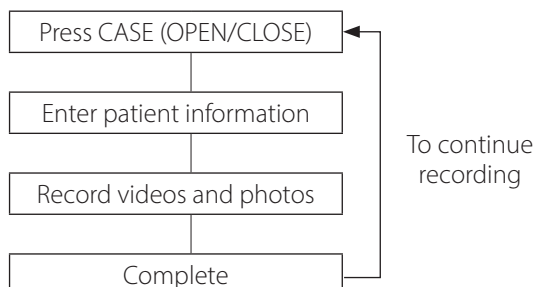 Press CASE (OPEN/CLOSE)
Enter patient information
To continue
recording
Record videos and photos
Complete